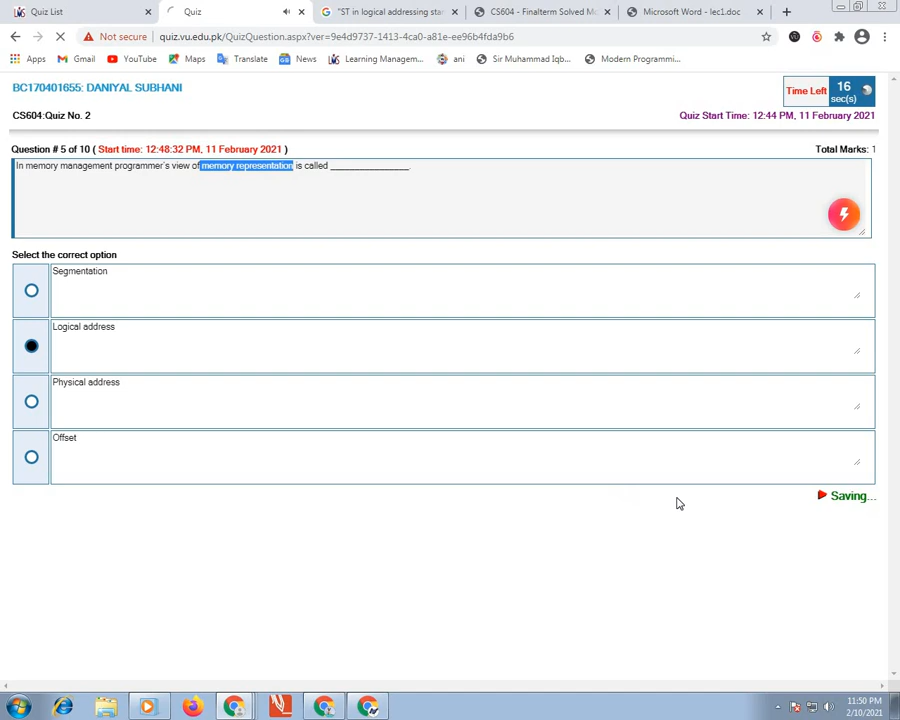 Quiz List
Quiz
"ST in logical addressing sta
CS604 - Finalterm Solved M
Microsoft Word - lec1.doc
Not secure
quiz.vu.edu.pk/QuizQuestion.aspx?ver=9e4d9737-1413-4ca0-a81e-ee96b4fda9b6
Apps
Gmail
YouTube
Maps
Translate
News
Learning Managem...
ani
Sir Muhammad Iqb...
Modern Programmi...
BC170401655: DANIYAL SUBHANI
Time Left
16
sec(s)
CS604:Quiz No. 2
Quiz Start Time: 12:44 PM, 11 February 2021
Question # 5 of 10 ( Start time: 12:48:32 PM, 11 February 2021 )
Total Marks: 1
In memory management programmer's view of memory representation is called ________________.
Select the correct option
Segmentation
Logical address
Physical address
Offset
Saving...
11:50 PM
2/10/2021